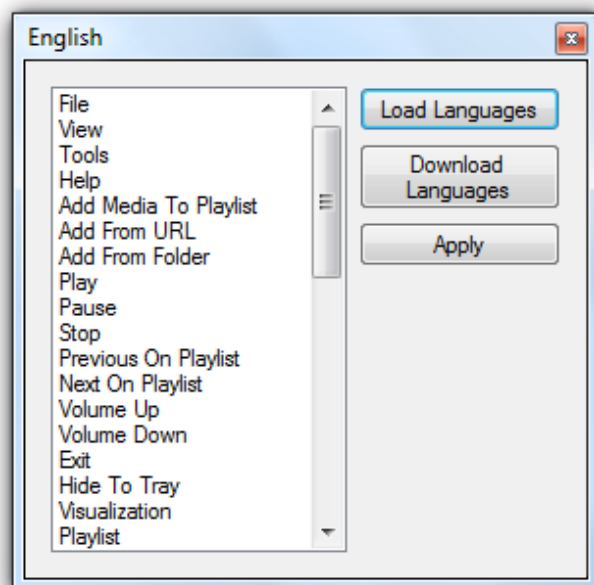 English
File
View
Tools
Help
Add Media To Playlist
Add From URL
Add From Folder
Play
Pause
Stop
Previous On Playlist
Next On Playlist
Volume Up
Volume Down
Exit
Hide To Tray
Visualization
Playlist
Load Languages
Download
Languages
Apply